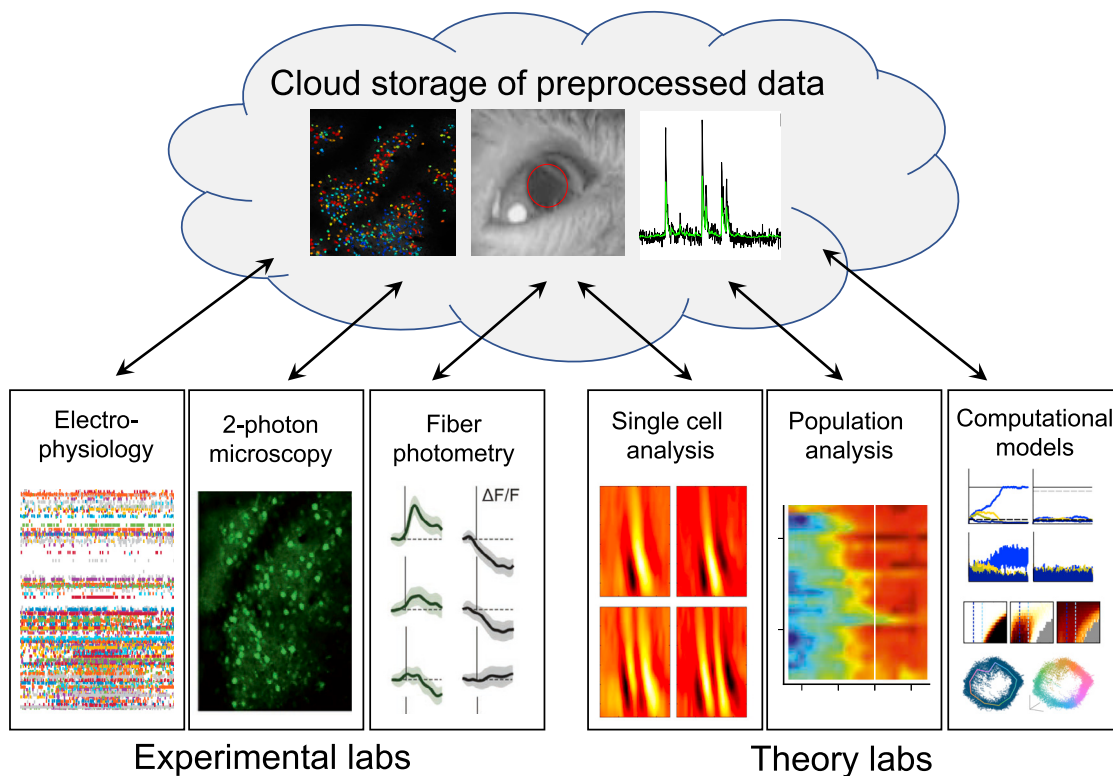 Cloud storage of preprocessed data
Electro-
physiology
2-photon
microscopy
Fiber
photometry
ΔF/F
Single cell
analysis
Population
analysis
Computational
models
Experimental labs
Theory labs